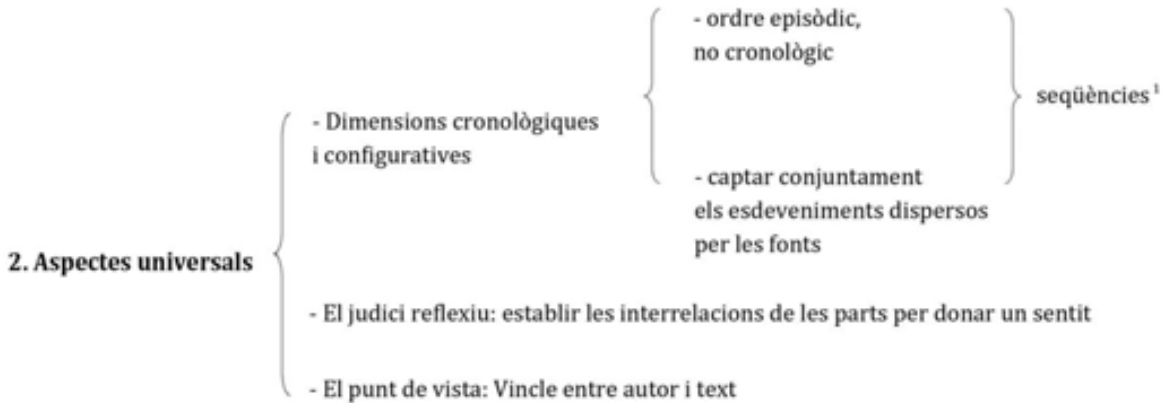 - ordre episòdic,
no cronològic
seqüències ¹
- Dimensions cronològiques
i configuratives
- captar conjuntament
els esdeveniments dispersos
per les fonts
2. Aspectes universals
- El judici reflexiu: establir les interrelacions de les parts per donar un sentit
- El punt de vista: Vincle entre autor i text